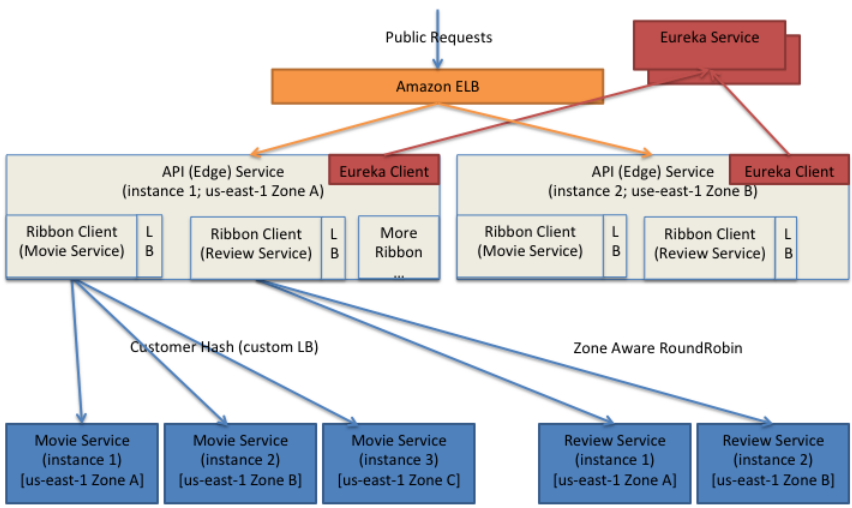 Public Requests
Eureka Service
Amazon ELB
API (Edge) Service
(instance 1; us-east-1 Zone A)
Eureka Client
API (Edge) Service
(instance 2; use-east-1 Zone B)
Eureka Client
Ribbon Client
(Movie Service)
L
B
Ribbon Client
(Review Service)
L
B
More
Ribbon
...
Ribbon Client
(Movie Service)
L
B
Ribbon Client
(Review Service)
L
B
Customer Hash (custom LB)
Zone Aware RoundRobin
Movie Service
(instance 1)
[us-east-1 Zone A]
Movie Service
(instance 2)
[us-east-1 Zone B]
Movie Service
(instance 3)
[us-east-1 Zone C]
Review Service
(instance 1)
[us-east-1 Zone A]
Review Service
(instance 2)
[us-east-1 Zone B]